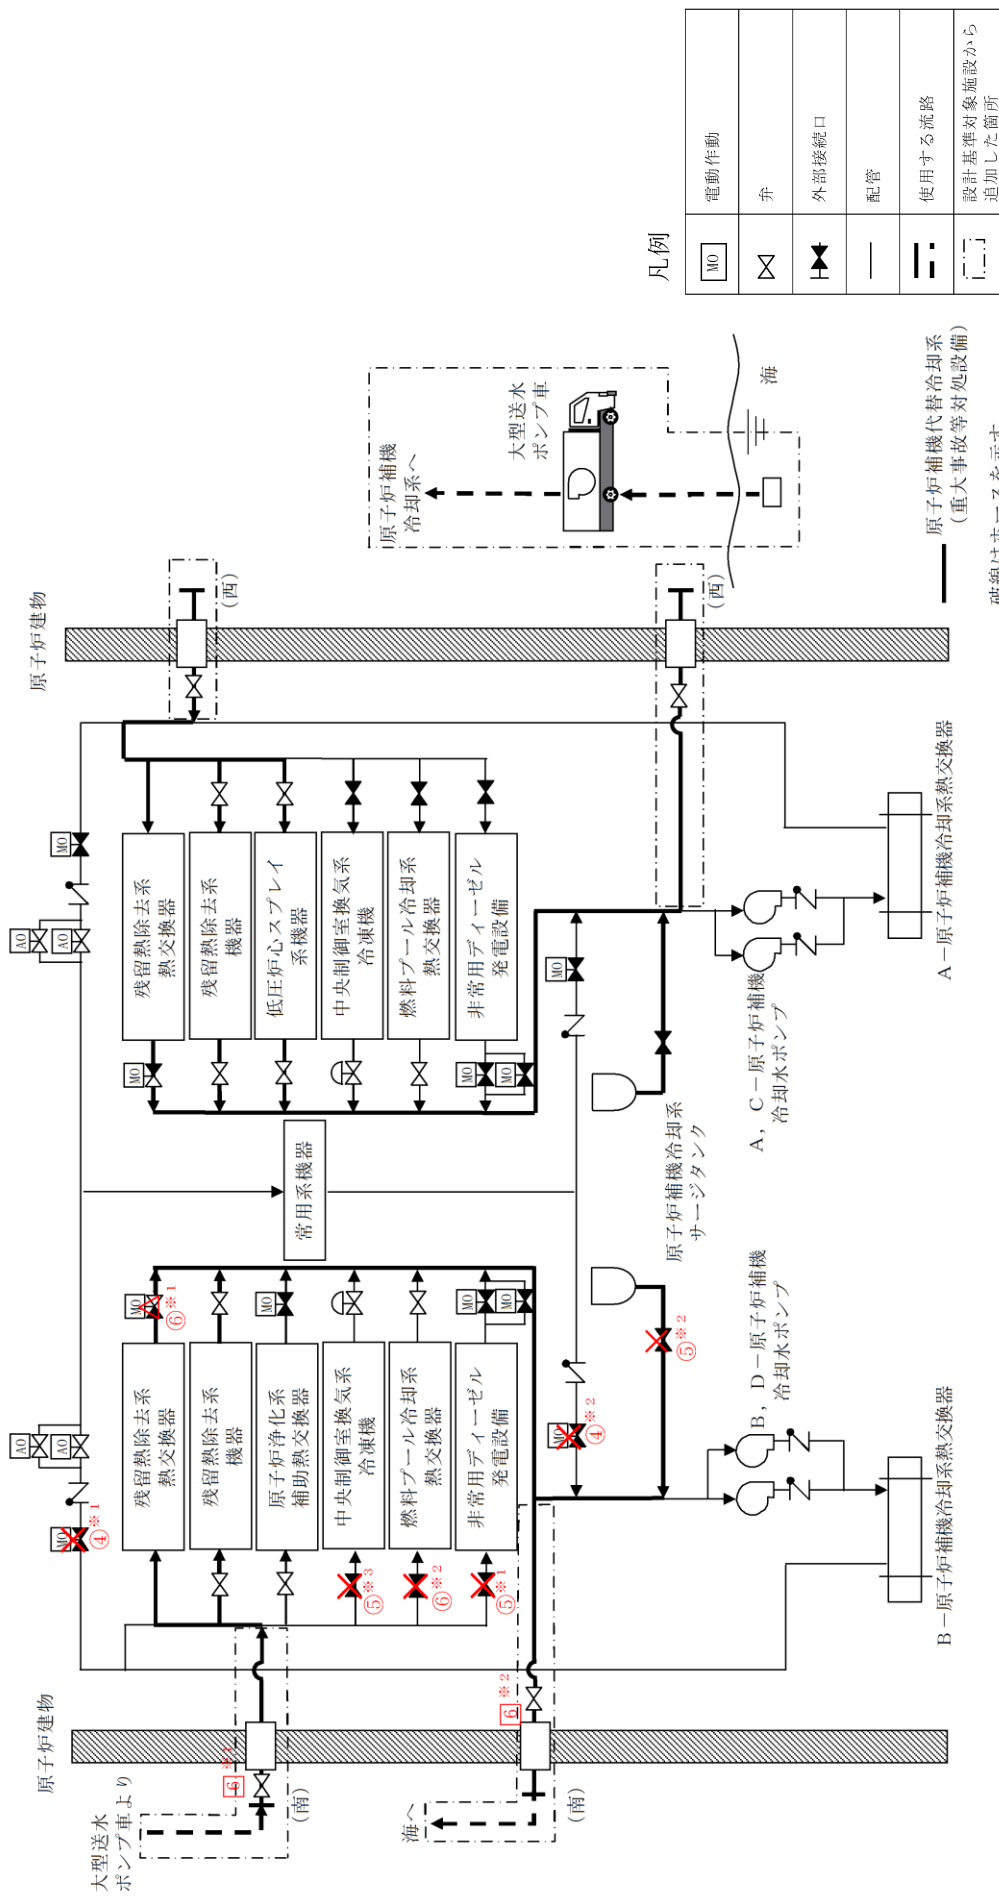 原子炉建物
大型送水
ポンプ車より
(南)
海へ
(南)
6
※1
6
※2
MO
④※1
AO
AO
残留熱除去系
熱交換器
残留熱除去系
機器
原子炉浄化系
補助熱交換器
中央制御室換気系
冷凍機
燃料プール冷却系
熱交換器
非常用ディーゼル
発電設備
⑤※3
⑥※2
⑤※1
MO
⑥※1
MO
MO
MO
MO
④※2
⑤※2
B，D－原子炉補機
冷却水ポンプ
B－原子炉補機冷却系熱交換器
常用系機器
原子炉補機冷却系
サージタンク
AO
AO
MO
残留熱除去系
熱交換器
残留熱除去系
機器
低圧炉心スプレイ
系機器
中央制御室換気系
冷凍機
燃料プール冷却系
熱交換器
非常用ディーゼル
発電設備
MO
MO
MO
MO
A，C－原子炉補機
冷却水ポンプ
A－原子炉補機冷却系熱交換器
原子炉建物
(西)
(西)
原子炉補機
冷却系へ
大型送水
ポンプ車
海
原子炉補機代替冷却系
(重大事故等対処設備)
破線はホースを示す
凡例
MO
電動作動
弁
外部接続口
配管
使用する流路
設計基準対象施設から
追加した箇所